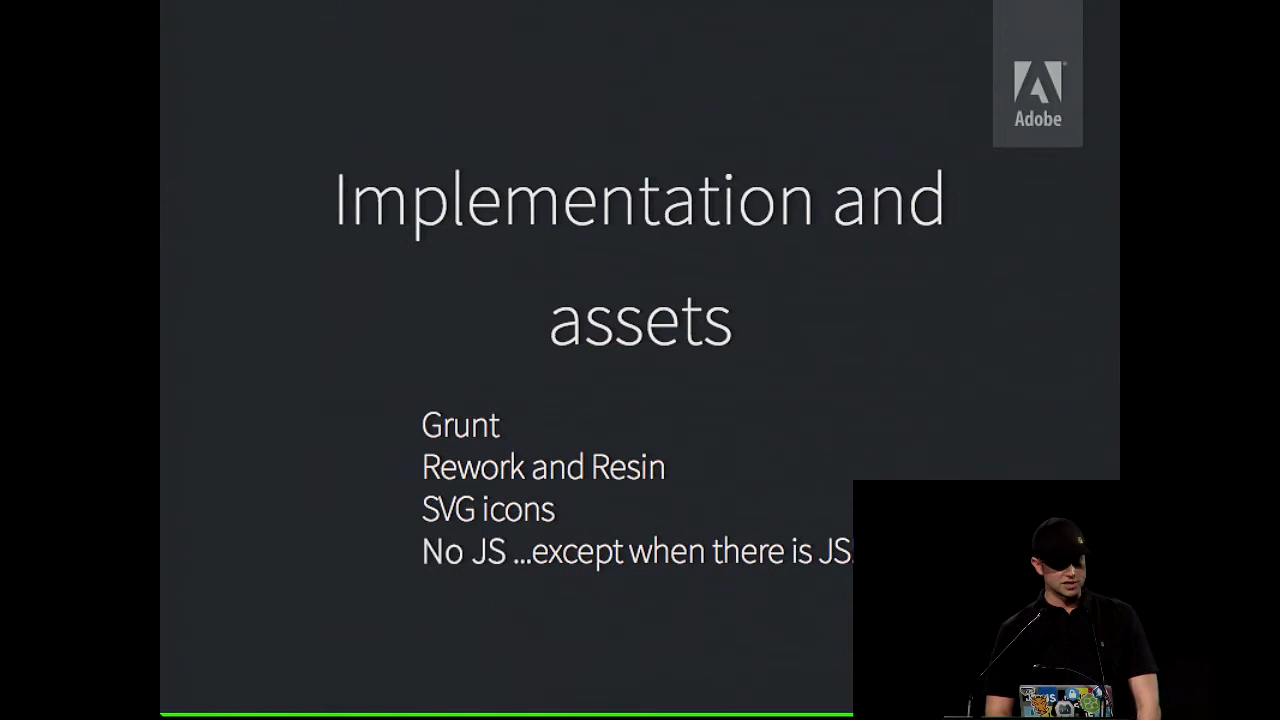 Adobe
Implementation and
assets
Grunt
Rework and Resin
SVG icons
No JS ...except when there is JS.